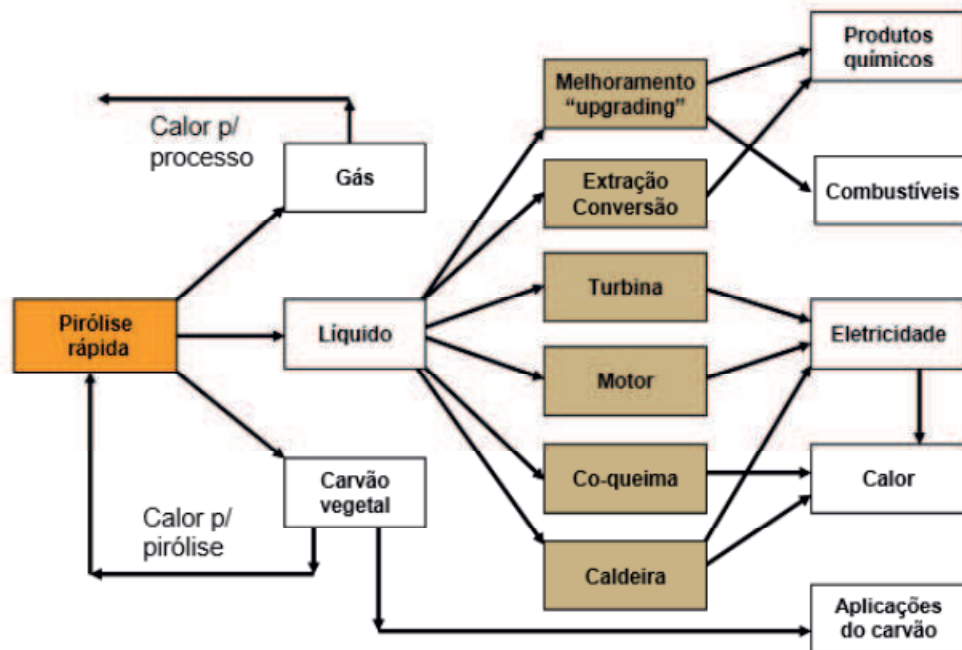 Produtos
químicos
Melhoramento
“upgrading”
Calor p/
processo
Gás
Extração
Conversão
Combustíveis
Pirólise
rápida
Líquido
Turbina
Eletricidade
Motor
Carvão
vegetal
Co-queima
Calor
Calor p/
pirólise
Caldeira
Aplicações
do carvão